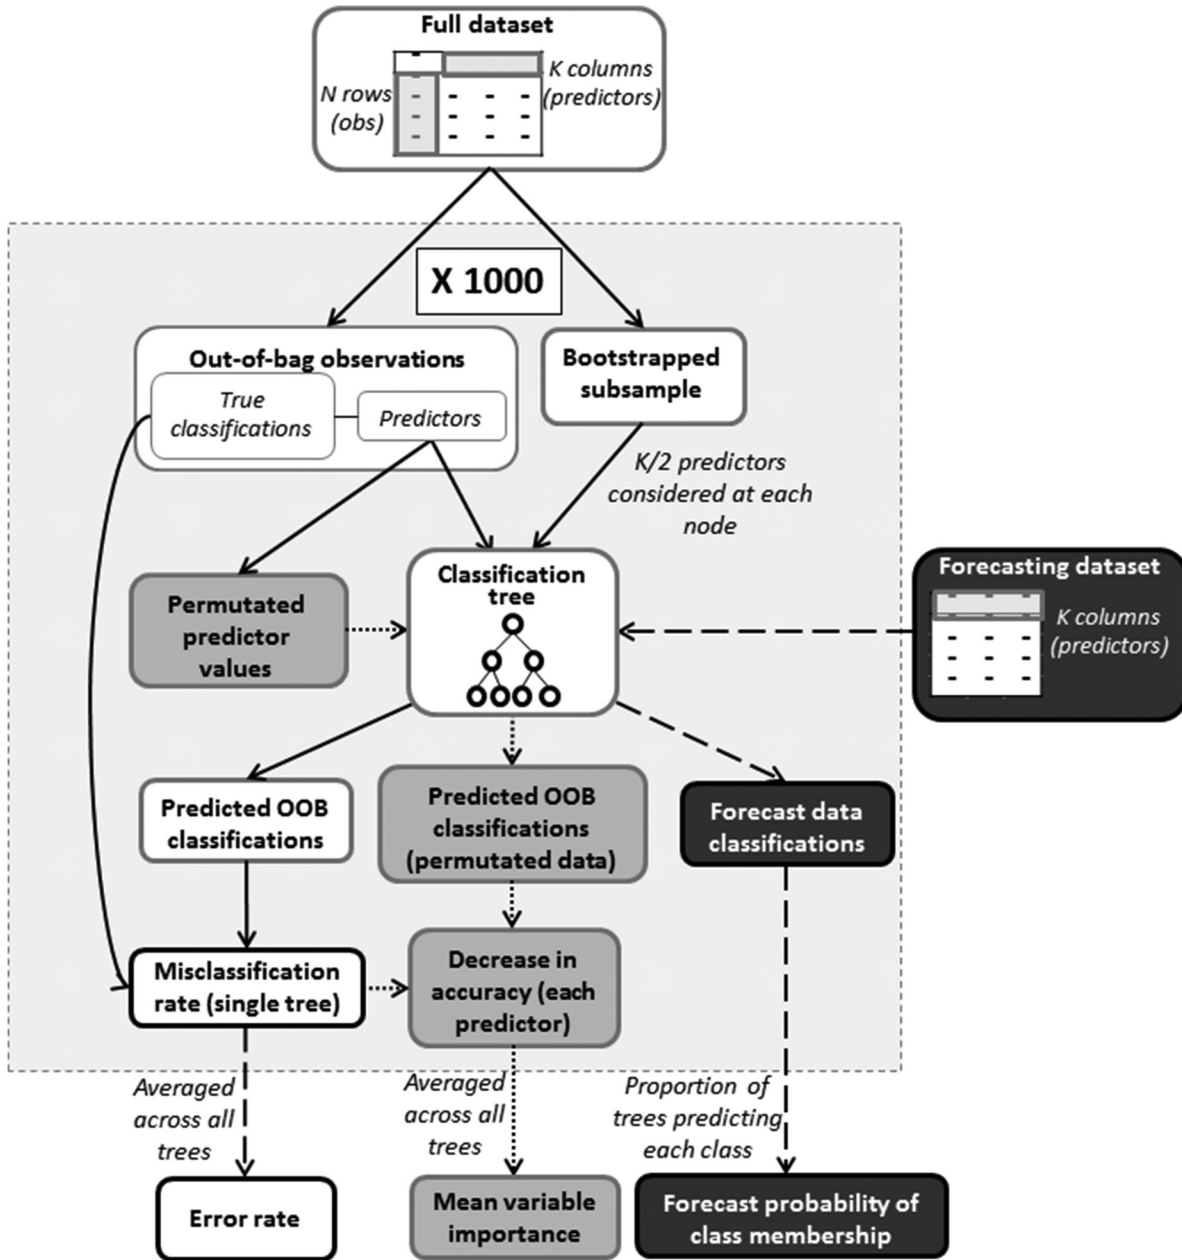 Full dataset
N rows
(obs)
K columns
(predictors)
X 1000
Out-of-bag observations
True
classifications
Predictors
Bootstrapped
subsample
K/2 predictors
considered at each
node
Permutated
predictor
values
Classification
tree
Forecasting dataset
K columns
(predictors)
Predicted OOB
classifications
Predicted OOB
classifications
(permutated data)
Forecast data
classifications
Misclassification
rate (single tree)
Decrease in
accuracy (each
predictor)
Averaged
across all
trees
Averaged
across all
trees
Proportion of
trees predicting
each class
Error rate
Mean variable
importance
Forecast probability of
class membership